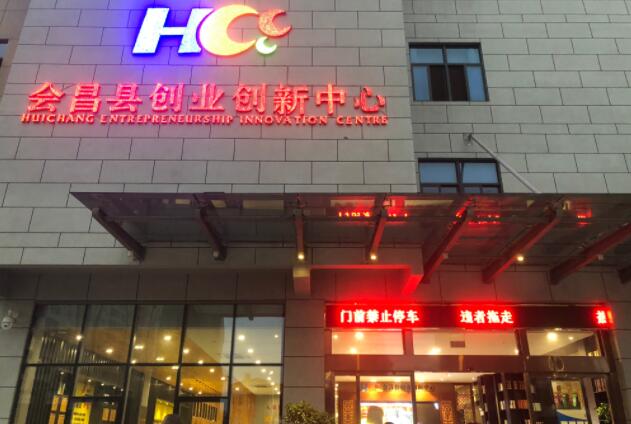 HCC
会昌县创业创新中心
HUICHANG ENTREPRENEURSHIP INNOVATION CENTRE
门前禁止停车 违者拖走